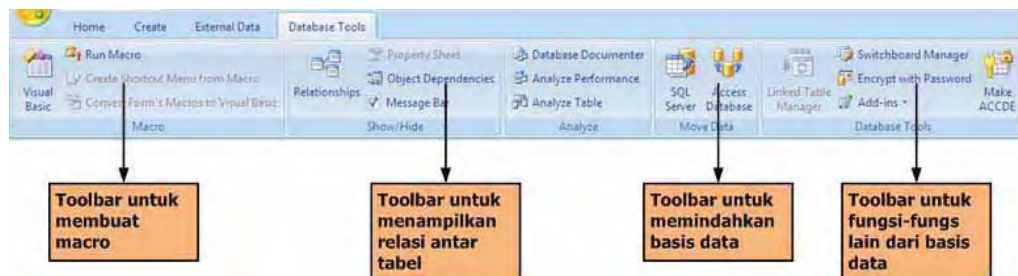 Home Create External Data Database Tools
Run Macro
Create Shortcut Menu from Macro
Convert Form's Macros to Visual Basic
Visual
Basic
Macro
Relationships
Property Sheet
Object Dependencies
Message Bar
Show/Hide
Database Documenter
Analyze Performance
Analyze Table
Analyze
SQL
Server
Access
Database
Move Data
Linked Table
Manager
Switchboard Manager
Encrypt with Password
Add-ins
Make
ACCDE
Database Tools
Toolbar untuk
membuat
macro
Toolbar untuk
menampilkan
relasi antar
tabel
Toolbar untuk
memindahkan
basis data
Toolbar untuk
fungsi-fungs
lain dari basis
data